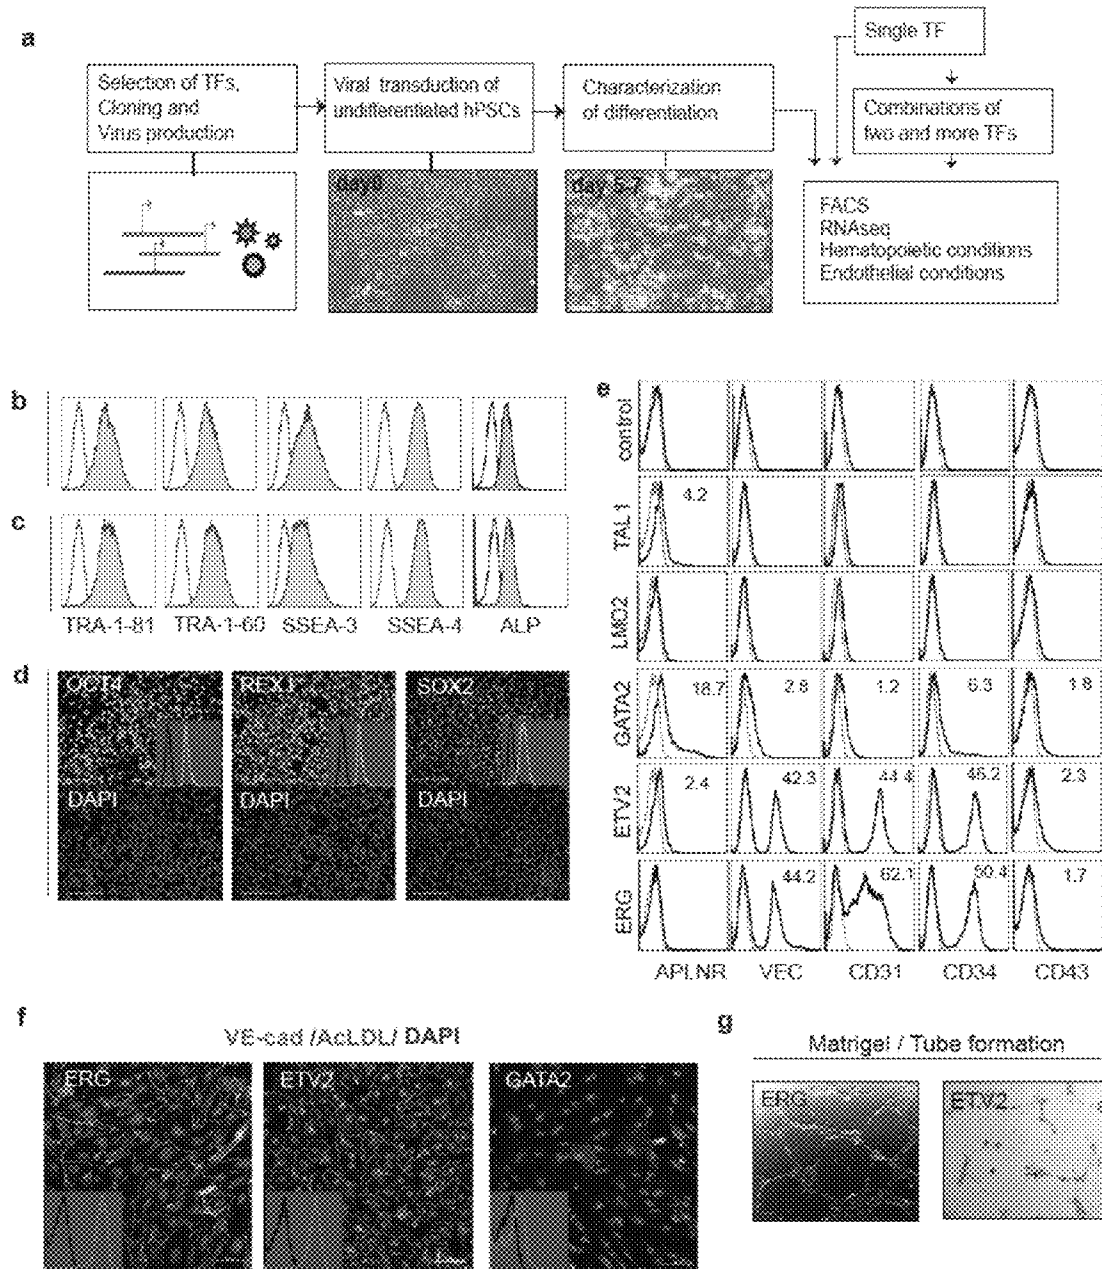 a
Selection of TFs,
Cloning and
Virus production
Viral transduction of
undifferentiated hPSCs
Characterization
of differentiation
Single TF
Combinations of
two and more TFs
day0
day 5-7
FACS
RNAseq
Hematopoietic conditions
Endothelial conditions
b
c
TRA-1-81 TRA-1-60 SSEA-3 SSEA-4 ALP
d
OCT4 REX1 SOX2
DAPI DAPI DAPI
e
control
TAL1 4.2
LMO2
GATA2 18.7 2.8 1.2 6.3 1.8
ETV2 2.4 42.3 44.4 45.2 2.3
ERG 44.2 62.1 50.4 1.7
APLNR VEC CD31 CD34 CD43
f
VE-cad /AcLDL/ DAPI
ERG ETV2 GATA2
g
Matrigel / Tube formation
ERG ETV2